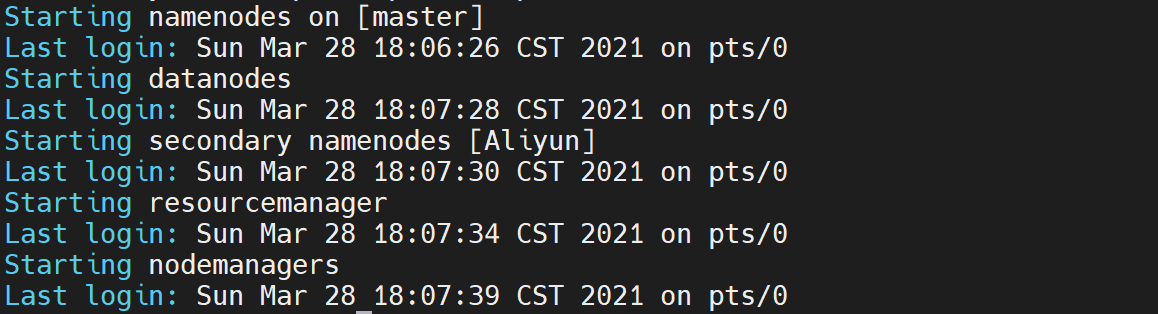 Starting namenodes on [master]
Last login: Sun Mar 28 18:06:26 CST 2021 on pts/0
Starting datanodes
Last login: Sun Mar 28 18:07:28 CST 2021 on pts/0
Starting secondary namenodes [Aliyun]
Last login: Sun Mar 28 18:07:30 CST 2021 on pts/0
Starting resourcemanager
Last login: Sun Mar 28 18:07:34 CST 2021 on pts/0
Starting nodemanagers
Last login: Sun Mar 28 18:07:39 CST 2021 on pts/0